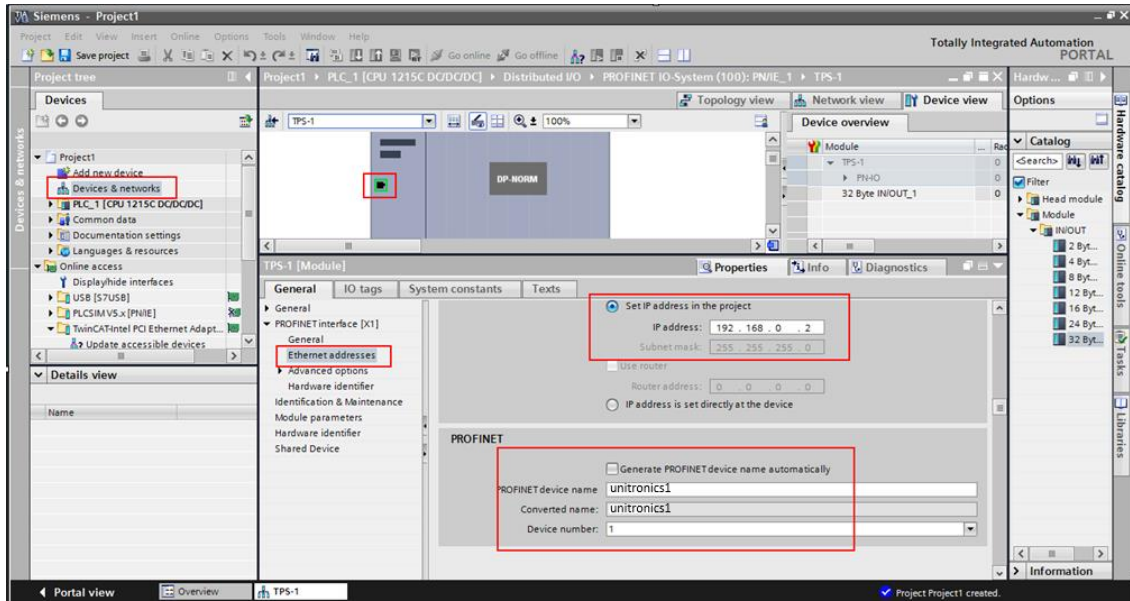 Siemens - Project1
Project Edit View Insert Online Options Tools Window Help
Totally Integrated Automation
PORTAL
Save project
Go online
Go offline
Project tree
Project1 PLC_1 [CPU 1215C DC/DC/DC] Distributed I/O PROFINET IO-System (100): PN/IE_1 TPS-1
Hardw...
Devices
Topology view
Network view
Device view
Options
TPS-1
100%
Device overview
Module
... Rac
TPS-1 0
PN-IO 0
32 Byte IN/OUT_1 0
DP-NORM
Project1
Add new device
Devices & networks
PLC_1 [CPU 1215C DC/DC/DC]
Common data
Documentation settings
Languages & resources
Online access
Display/hide interfaces
USB [S7USB]
PLCSIM V5.x [PN/IE]
TwinCAT-Intel PCI Ethernet Adapt...
Update accessible devices
Details view
Name
Devices & networks
TPS-1 [Module]
Properties
Info
Diagnostics
General
IO tags
System constants
Texts
General
PROFINET interface [X1]
General
Ethernet addresses
Advanced options
Hardware identifier
Identification & Maintenance
Module parameters
Hardware identifier
Shared Device
Set IP address in the project
IP address: 192 . 168 . 0 . 2
Subnet mask: 255 . 255 . 255 . 0
Use router
Router address: 0 . 0 . 0 . 0
IP address is set directly at the device
PROFINET
Generate PROFINET device name automatically
PROFINET device name unitronics1
Converted name: unitronics1
Device number: 1
Catalog
<Search>
Filter
Head module
Module
IN/OUT
2 Byt...
4 Byt...
8 Byt...
12 Byt...
16 Byt...
24 Byt...
32 Byt...
Information
Hardware catalog
Online tools
Tasks
Libraries
Portal view
Overview
TPS-1
Project Project1 created.